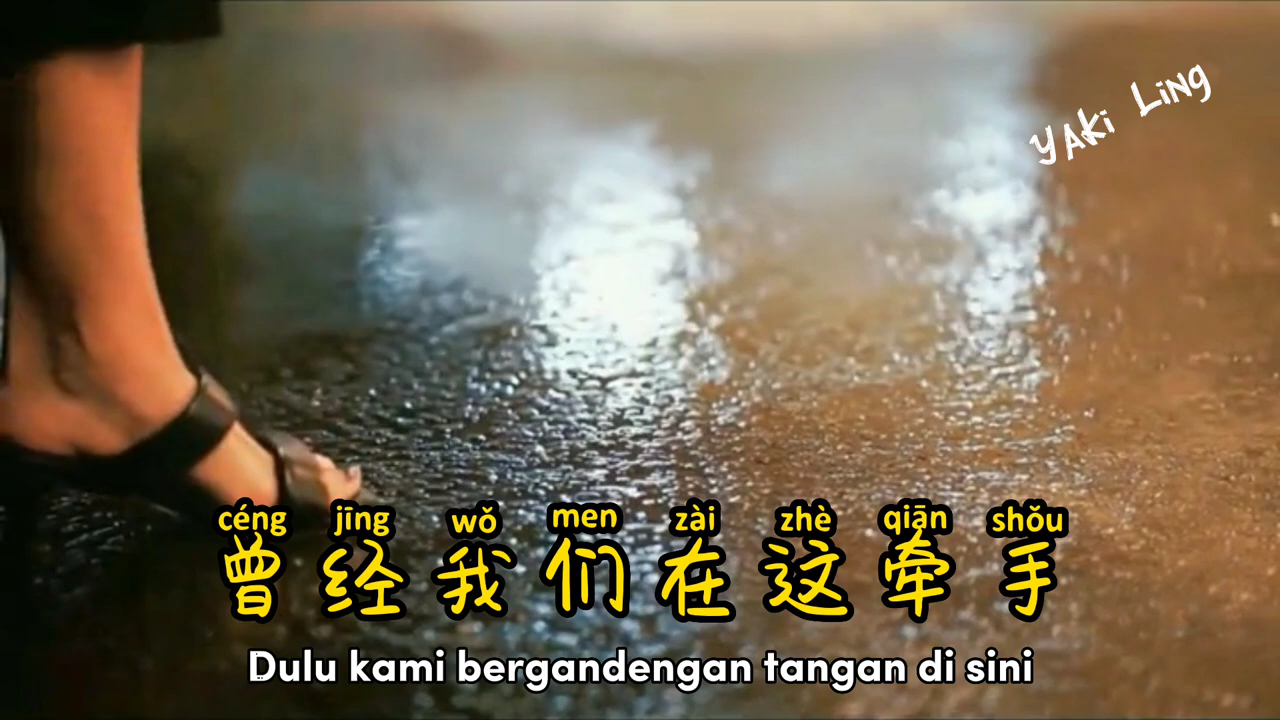 YAKi LiNg
céng jīng wǒ men zài zhè qiān shǒu
曾经我们在这牵手
Dulu kami bergandengan tangan di sini